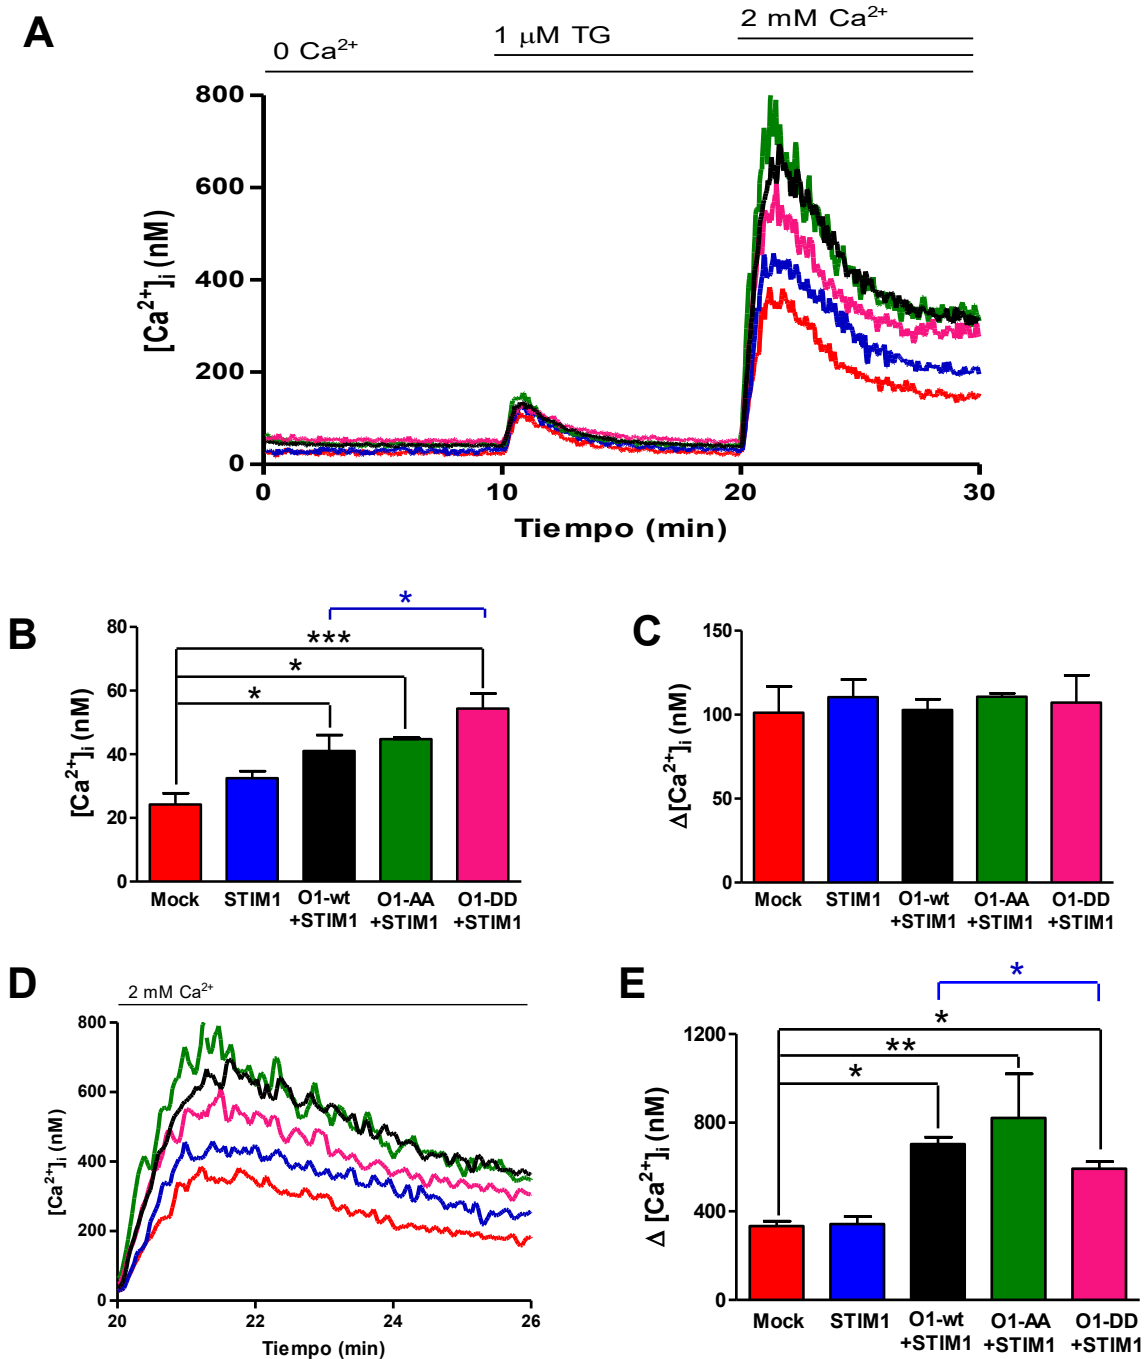 A
0 Ca²⁺
1 μM TG
2 mM Ca²⁺
[Ca²⁺]ᵢ (nM)
800
600
400
200
0
0 10 20 30
Tiempo (min)
B
[Ca²⁺]ᵢ (nM)
80
60
40
20
0
*
***
*
*
Mock STIM1 O1-wt O1-AA O1-DD
+STIM1 +STIM1 +STIM1
C
Δ[Ca²⁺]ᵢ (nM)
150
100
50
0
Mock STIM1 O1-wt O1-AA O1-DD
+STIM1 +STIM1 +STIM1
D
2 mM Ca²⁺
[Ca²⁺]ᵢ (nM)
800
600
400
200
0
20 22 24 26
Tiempo (min)
E
Δ [Ca²⁺]ᵢ (nM)
1200
800
400
0
*
*
**
*
Mock STIM1 O1-wt O1-AA O1-DD
+STIM1 +STIM1 +STIM1